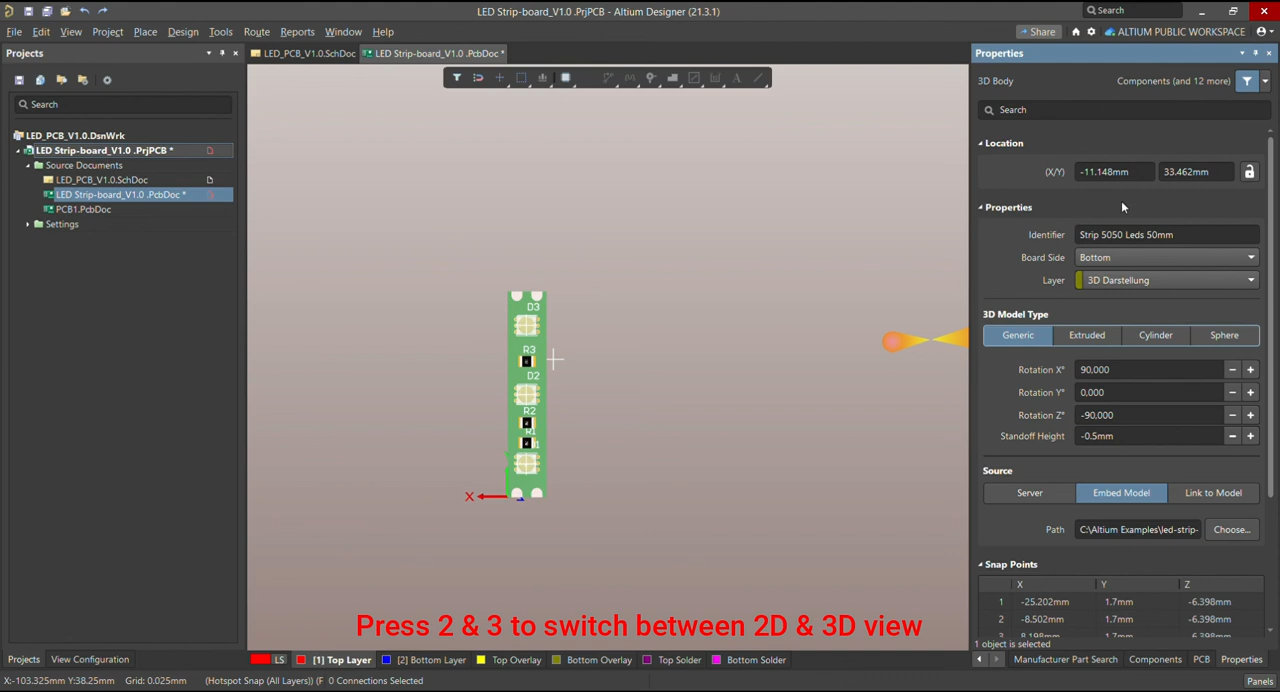 LED Strip-board_V1.0 .PrjPCB - Altium Designer (21.3.1)
Search
File Edit View Project Place Design Tools Route Reports Window Help
Share
ALTIUM PUBLIC WORKSPACE
Projects
LED_PCB_V1.0.SchDoc
LED Strip-board_V1.0 .PcbDoc *
Search
LED_PCB_V1.0.DsnWrk
LED Strip-board_V1.0 .PrjPCB *
Source Documents
LED_PCB_V1.0.SchDoc
LED Strip-board_V1.0 .PcbDoc *
PCB1.PcbDoc
Settings
D3
R3
D2
R2
R1
1
X
Press 2 & 3 to switch between 2D & 3D view
Properties
3D Body Components (and 12 more)
Search
Location
(X/Y) -11.148mm 33.462mm
Properties
Identifier Strip 5050 Leds 50mm
Board Side Bottom
Layer 3D Darstellung
3D Model Type
Generic Extruded Cylinder Sphere
Rotation X° 90,000
Rotation Y° 0,000
Rotation Z° -90,000
Standoff Height -0.5mm
Source
Server Embed Model Link to Model
Path C:\Altium Examples\led-strip- Choose...
Snap Points
X Y Z
1 -25.202mm 1.7mm -6.398mm
2 -8.502mm 1.7mm -6.398mm
3 8.198mm 1.7mm -6.398mm
1 object is selected
Projects View Configuration
LS [1] Top Layer [2] Bottom Layer Top Overlay Bottom Overlay Top Solder Bottom Solder
Manufacturer Part Search Components PCB Properties
X:-103.325mm Y:38.25mm Grid: 0.025mm (Hotspot Snap (All Layers)) (F 0 Connections Selected
Panels